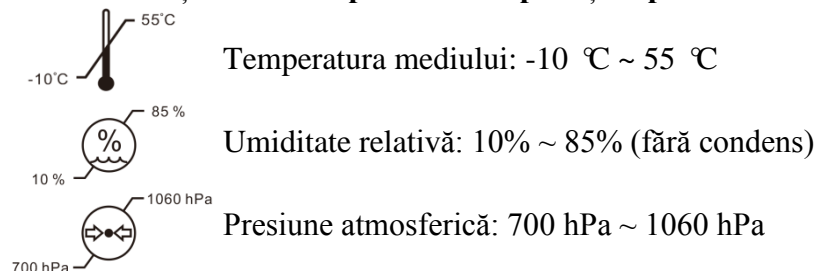 55°C
-10°C
Temperatura mediului: -10 ℃ ~ 55 ℃
85 %
%
10 %
Umiditate relativă: 10% ~ 85% (fără condens)
1060 hPa
700 hPa
Presiune atmosferică: 700 hPa ~ 1060 hPa